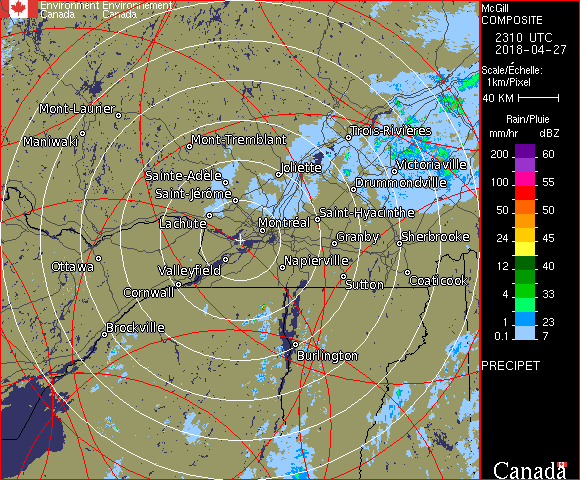 Environment Environnement
Canada Canada
McGill
COMPOSITE
2310 UTC
2018-04-27
Scale/Échelle:
1km/Pixel
40 KM
Rain/Pluie
mm/hr dBZ
200 60
100 55
50 50
24 45
12 40
4 33
1 23
0.1 7
PRECIPET
Canada
Mont-Laurier
Maniwaki
Mont-Tremblant
Trois-Rivières
Joliette
Victoriaville
Sainte-Adèle
Drummondville
Saint-Jérôme
Lachute
Saint-Hyacinthe
Montréal
Granby
Sherbrooke
Ottawa
Valleyfield
Napierville
Cornwall
Sutton
Coaticook
Brockville
Burlington